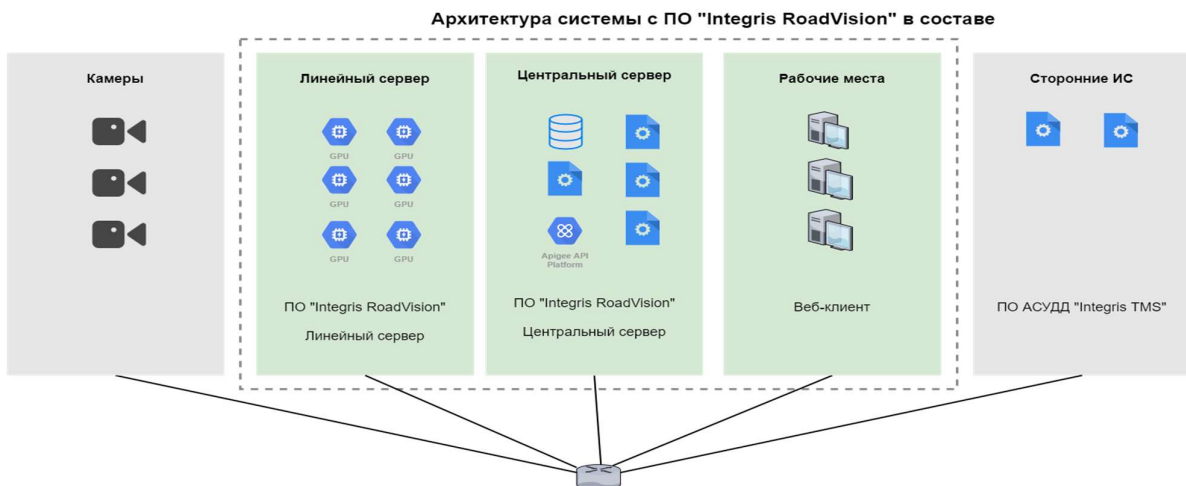 Архитектура системы с ПО "Integris RoadVision" в составе
Камеры
Линейный сервер
GPU
GPU
GPU
GPU
GPU
GPU
ПО "Integris RoadVision"
Линейный сервер
Центральный сервер
Apigee API
Platform
ПО "Integris RoadVision"
Центральный сервер
Рабочие места
Веб-клиент
Сторонние ИС
ПО АСУДД "Integris TMS"